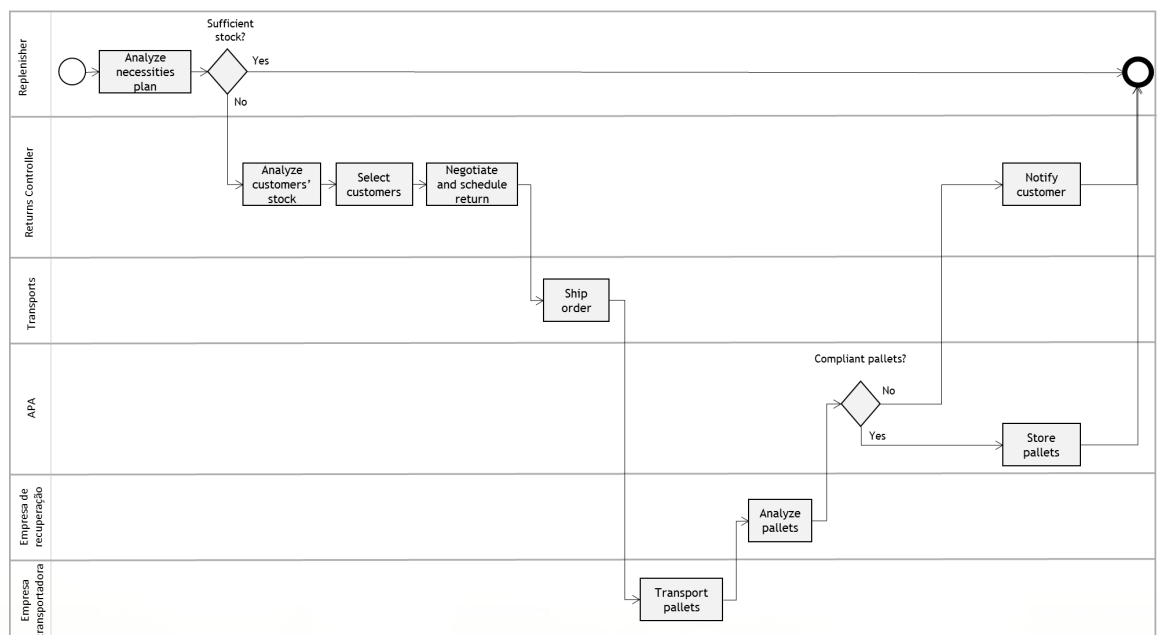 Replenisher
Sufficient
stock?
Analyze
necessities
plan
Yes
No
Returns Controller
Analyze
customers’
stock
Select
customers
Negotiate
and schedule
return
Notify
customer
Transports
Ship
order
APA
Compliant pallets?
No
Yes
Store
pallets
Empresa de
recuperação
Analyze
pallets
Empresa
transportadora
Transport
pallets